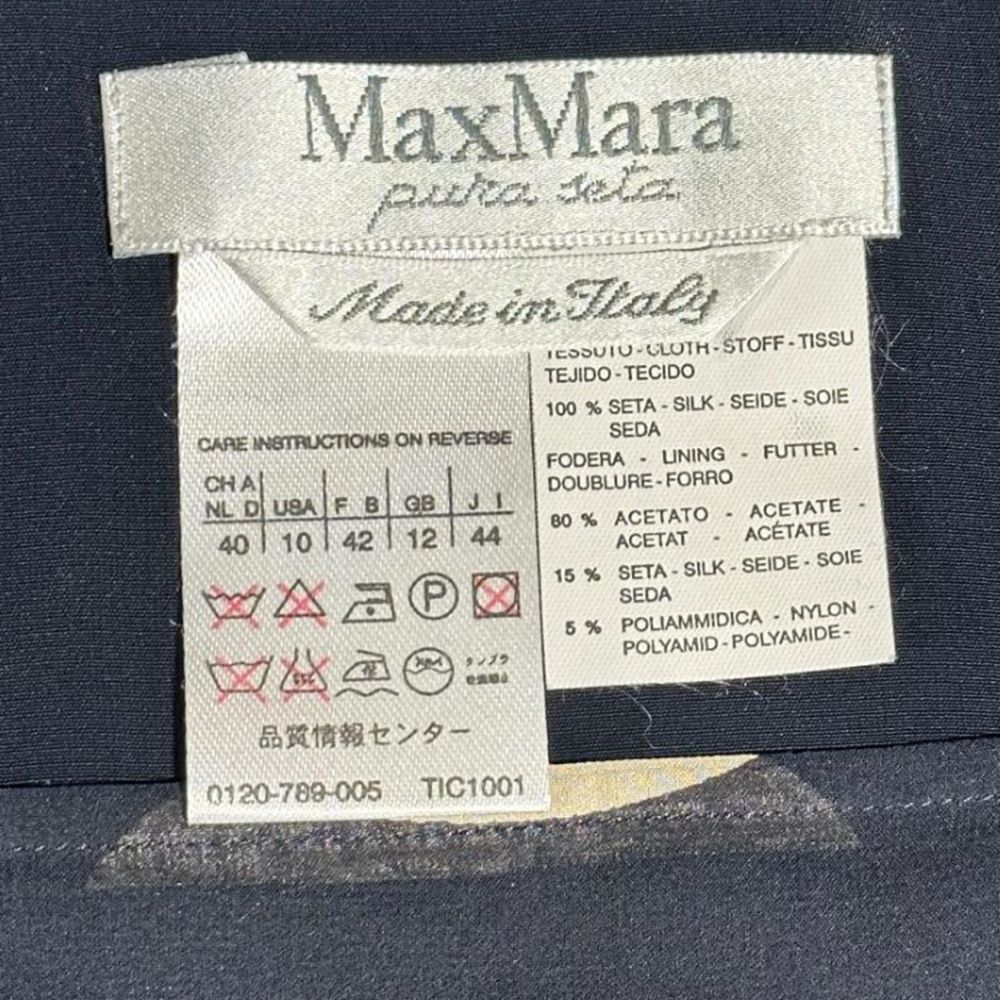 MaxMara
pura seta
Made in Italy
CARE INSTRUCTIONS ON REVERSE
CH A
NL D USA F B GB J I
40 10 42 12 44
P
品質情報センター
0120-789-005 TIC1001
TESSUTO - CLOTH - STOFF - TISSU
TEJIDO - TECIDO
100 % SETA - SILK - SEIDE - SOIE
SEDA
FODERA - LINING - FUTTER -
DOUBLURE - FORRO
80 % ACETATO - ACETATE -
ACETAT - ACÉTATE
15 % SETA - SILK - SEIDE - SOIE
SEDA
5 % POLIAMMIDICA - NYLON -
POLYAMID - POLYAMIDE -